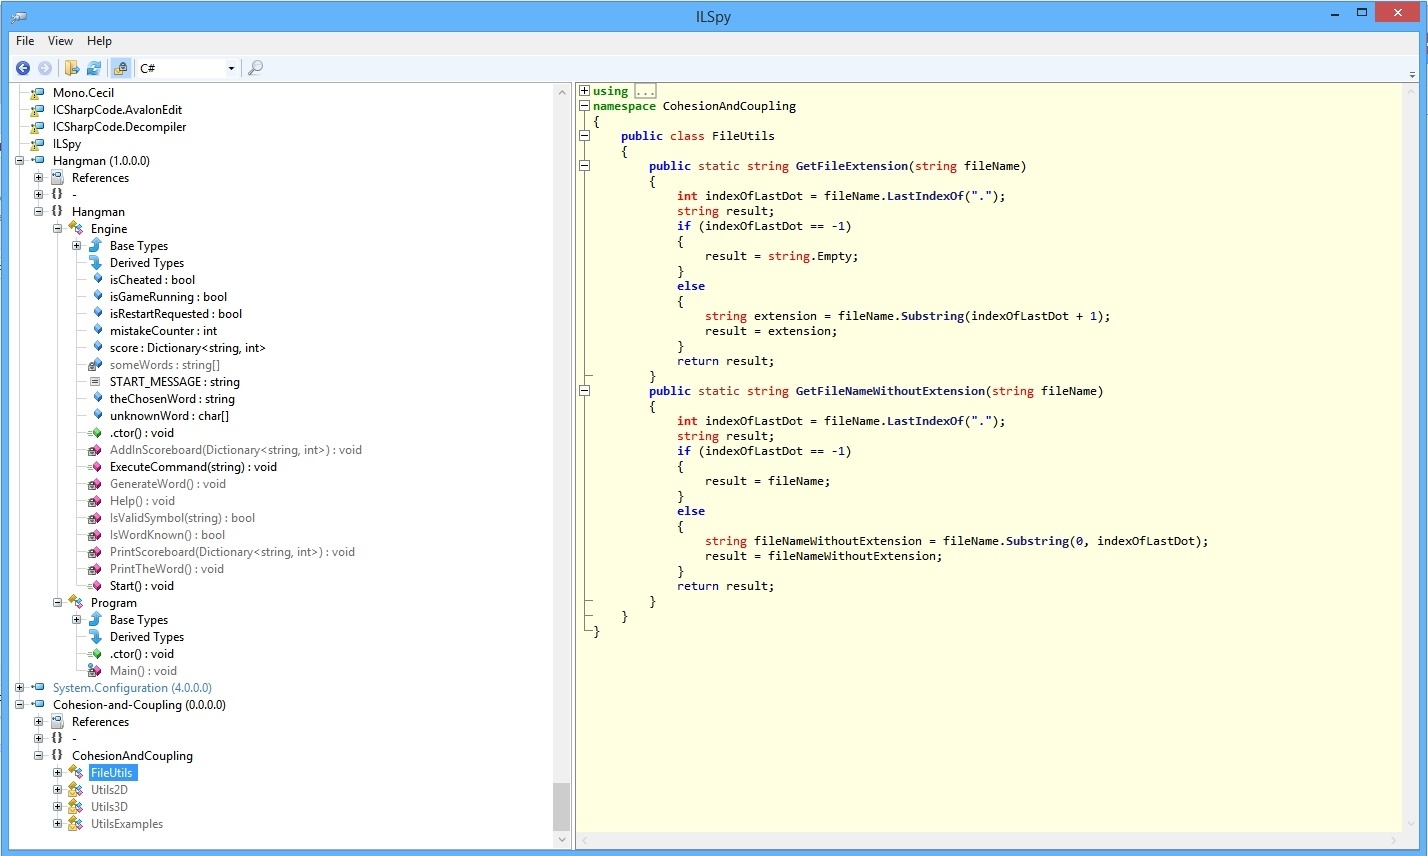 ILSpy
File View Help
C#
Mono.Cecil
ICSharpCode.AvalonEdit
ICSharpCode.Decompiler
ILSpy
Hangman (1.0.0.0)
References
{} -
{} Hangman
Engine
Base Types
Derived Types
isCheated : bool
isGameRunning : bool
isRestartRequested : bool
mistakeCounter : int
score : Dictionary<string, int>
someWords : string[]
START_MESSAGE : string
theChosenWord : string
unknownWord : char[]
.ctor() : void
AddInScoreboard(Dictionary<string, int>) : void
ExecuteCommand(string) : void
GenerateWord() : void
Help() : void
IsValidSymbol(string) : bool
IsWordKnown() : bool
PrintScoreboard(Dictionary<string, int>) : void
PrintTheWord() : void
Start() : void
Program
Base Types
Derived Types
.ctor() : void
Main() : void
System.Configuration (4.0.0.0)
Cohesion-and-Coupling (0.0.0.0)
References
{} -
{} CohesionAndCoupling
FileUtils
Utils2D
Utils3D
UtilsExamples
using ...
namespace CohesionAndCoupling
{
public class FileUtils
{
public static string GetFileExtension(string fileName)
{
int indexOfLastDot = fileName.LastIndexOf(".");
string result;
if (indexOfLastDot == -1)
{
result = string.Empty;
}
else
{
string extension = fileName.Substring(indexOfLastDot + 1);
result = extension;
}
return result;
}
public static string GetFileNameWithoutExtension(string fileName)
{
int indexOfLastDot = fileName.LastIndexOf(".");
string result;
if (indexOfLastDot == -1)
{
result = fileName;
}
else
{
string fileNameWithoutExtension = fileName.Substring(0, indexOfLastDot);
result = fileNameWithoutExtension;
}
return result;
}
}
}